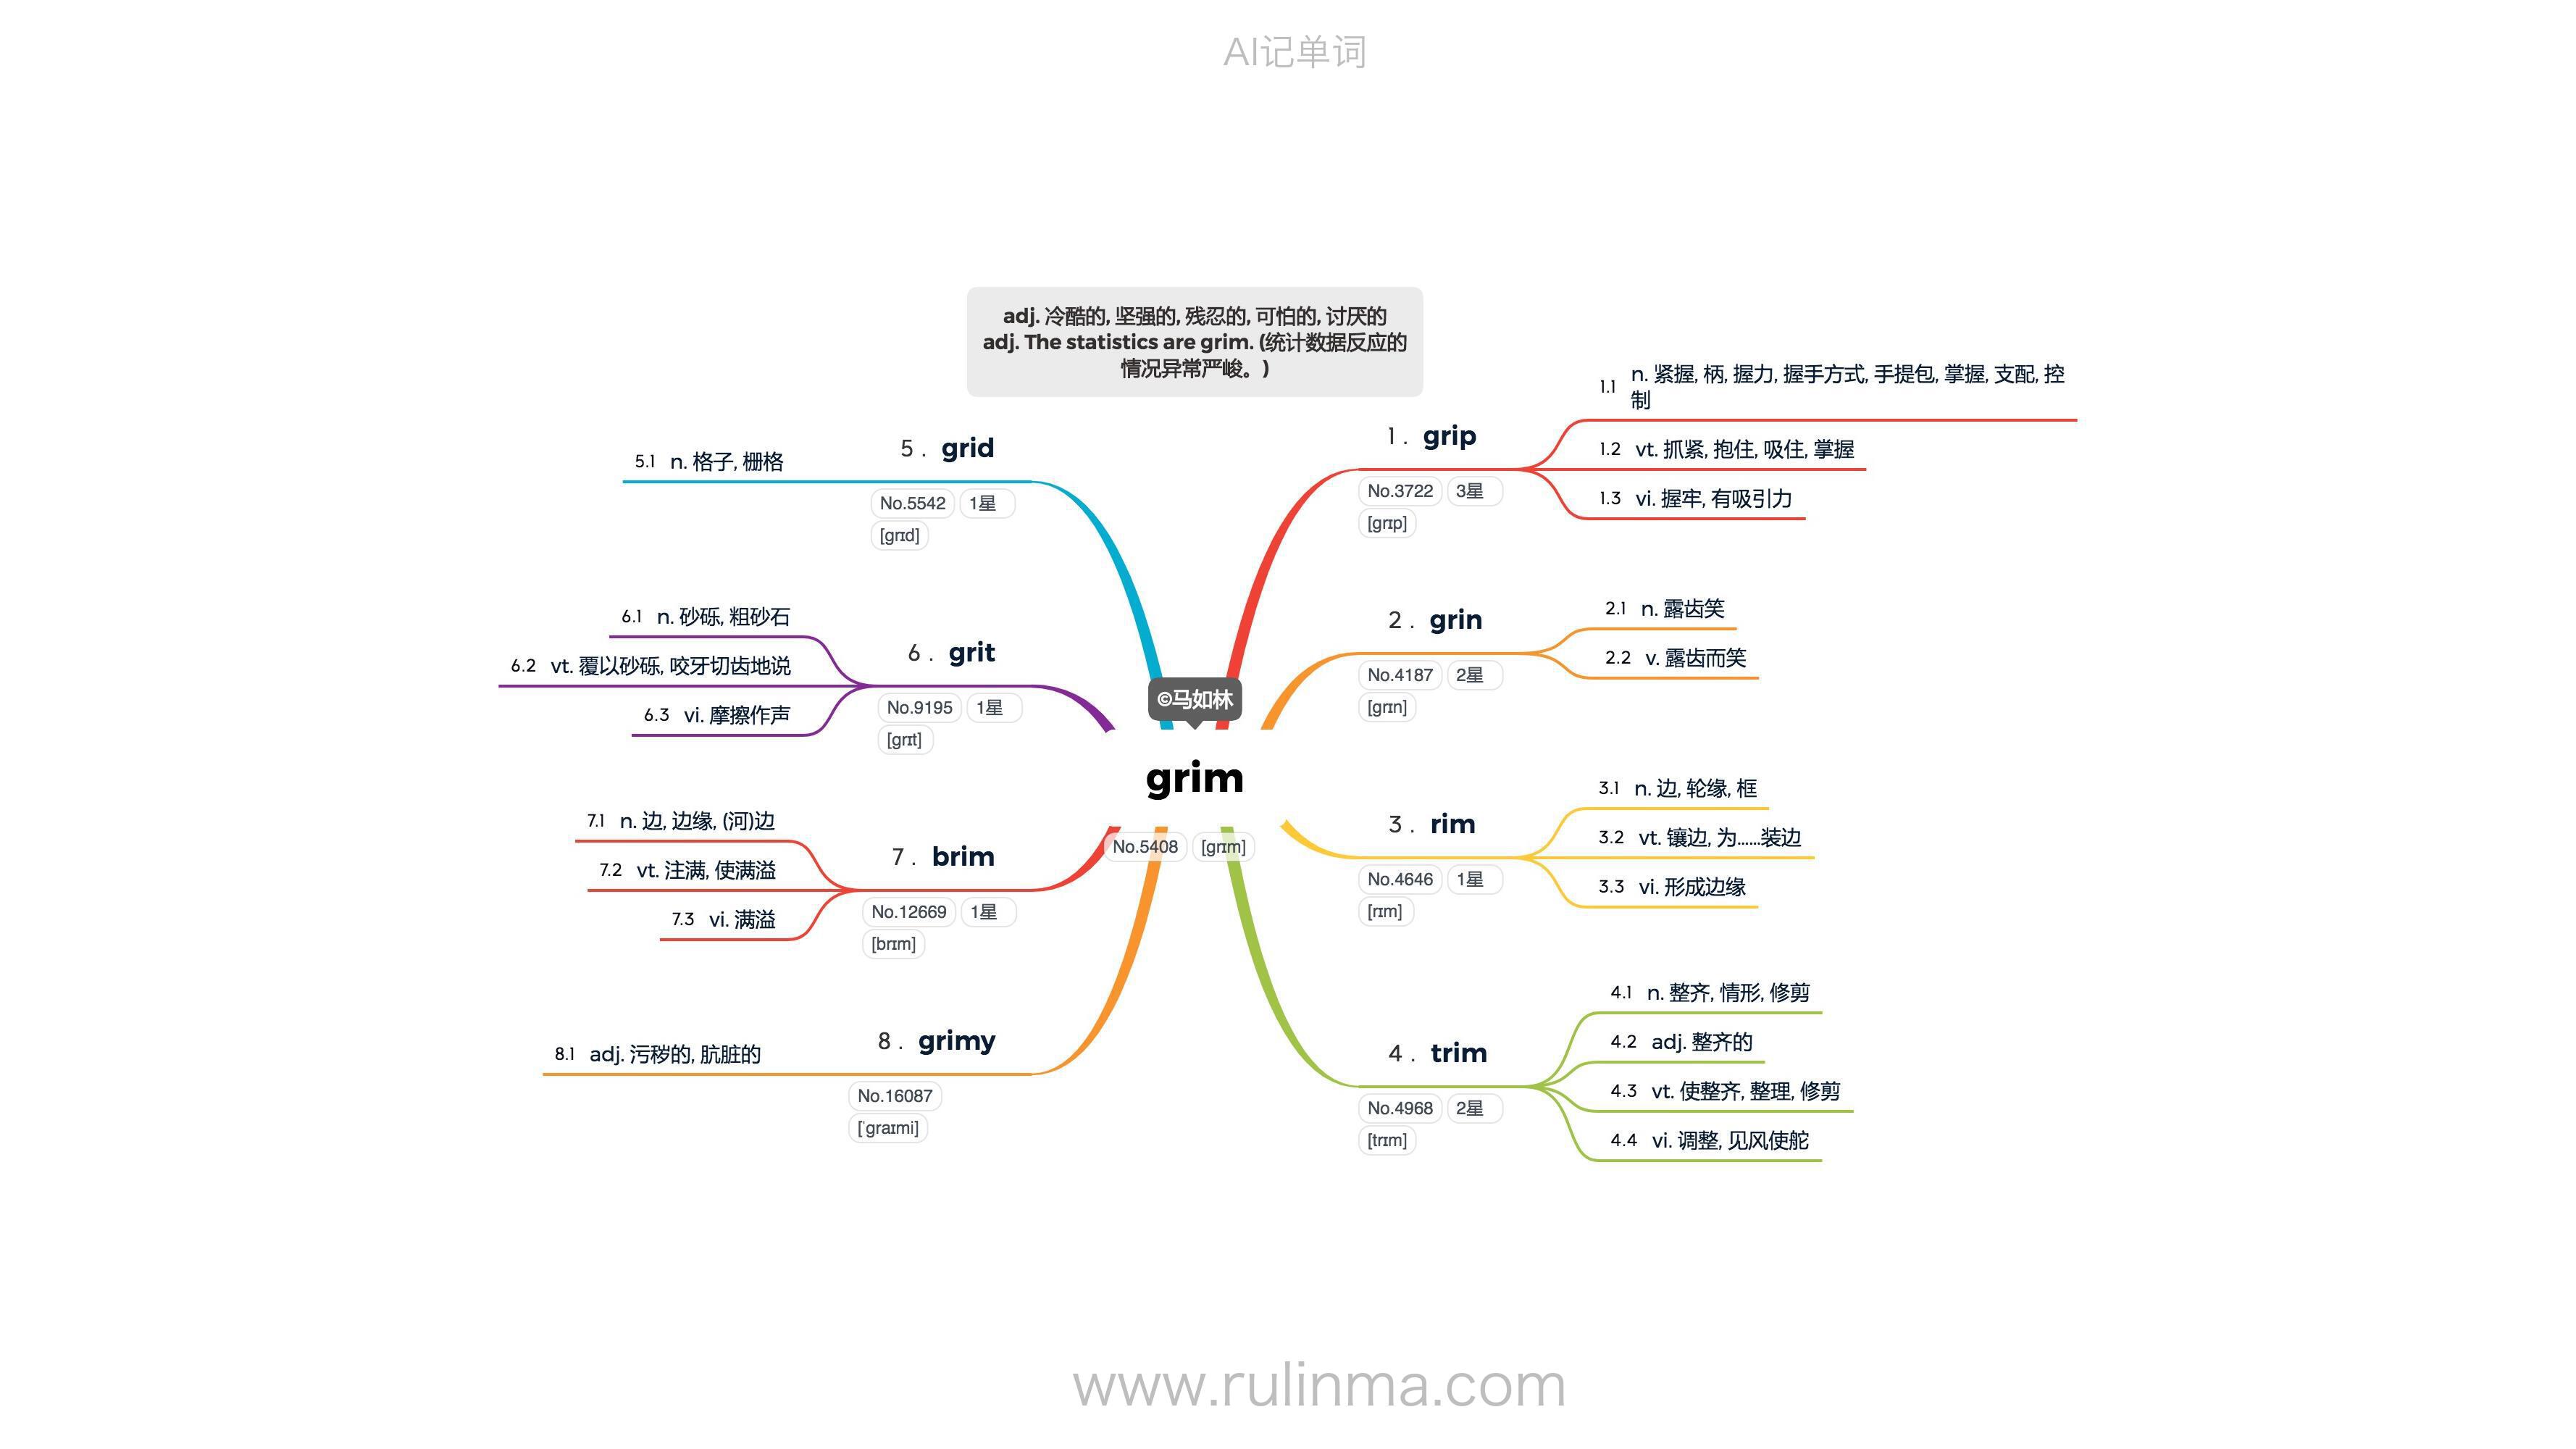 AI记单词
adj. 冷酷的, 坚强的, 残忍的, 可怕的, 讨厌的
adj. The statistics are grim. (统计数据反应的
情况异常严峻。)
©马如林
grim
No.5408 [grɪm]
1. grip
No.3722 3星
[grɪp]
1.1 n. 紧握, 柄, 握力, 握手方式, 手提包, 掌握, 支配, 控
制
1.2 vt. 抓紧, 抱住, 吸住, 掌握
1.3 vi. 握牢, 有吸引力
2. grin
No.4187 2星
[grɪn]
2.1 n. 露齿笑
2.2 v. 露齿而笑
3. rim
No.4646 1星
[rɪm]
3.1 n. 边, 轮缘, 框
3.2 vt. 镶边, 为……装边
3.3 vi. 形成边缘
4. trim
No.4968 2星
[trɪm]
4.1 n. 整齐, 情形, 修剪
4.2 adj. 整齐的
4.3 vt. 使整齐, 整理, 修剪
4.4 vi. 调整, 见风使舵
5. grid
No.5542 1星
[grɪd]
5.1 n. 格子, 栅格
6. grit
No.9195 1星
[grɪt]
6.1 n. 砂砾, 粗砂石
6.2 vt. 覆以砂砾, 咬牙切齿地说
6.3 vi. 摩擦作声
7. brim
No.12669 1星
[brɪm]
7.1 n. 边, 边缘, (河)边
7.2 vt. 注满, 使满溢
7.3 vi. 满溢
8. grimy
No.16087
[ˈgraɪmi]
8.1 adj. 污秽的, 肮脏的
www.rulinma.com